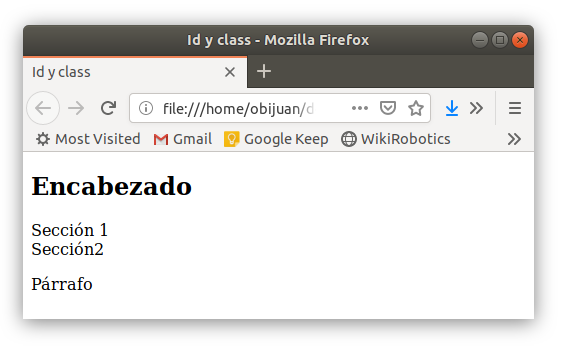 Id y class - Mozilla Firefox
Id y class
file:///home/obijuan/d
Most Visited Gmail Google Keep WikiRobotics
Encabezado
Sección 1
Sección2
Párrafo